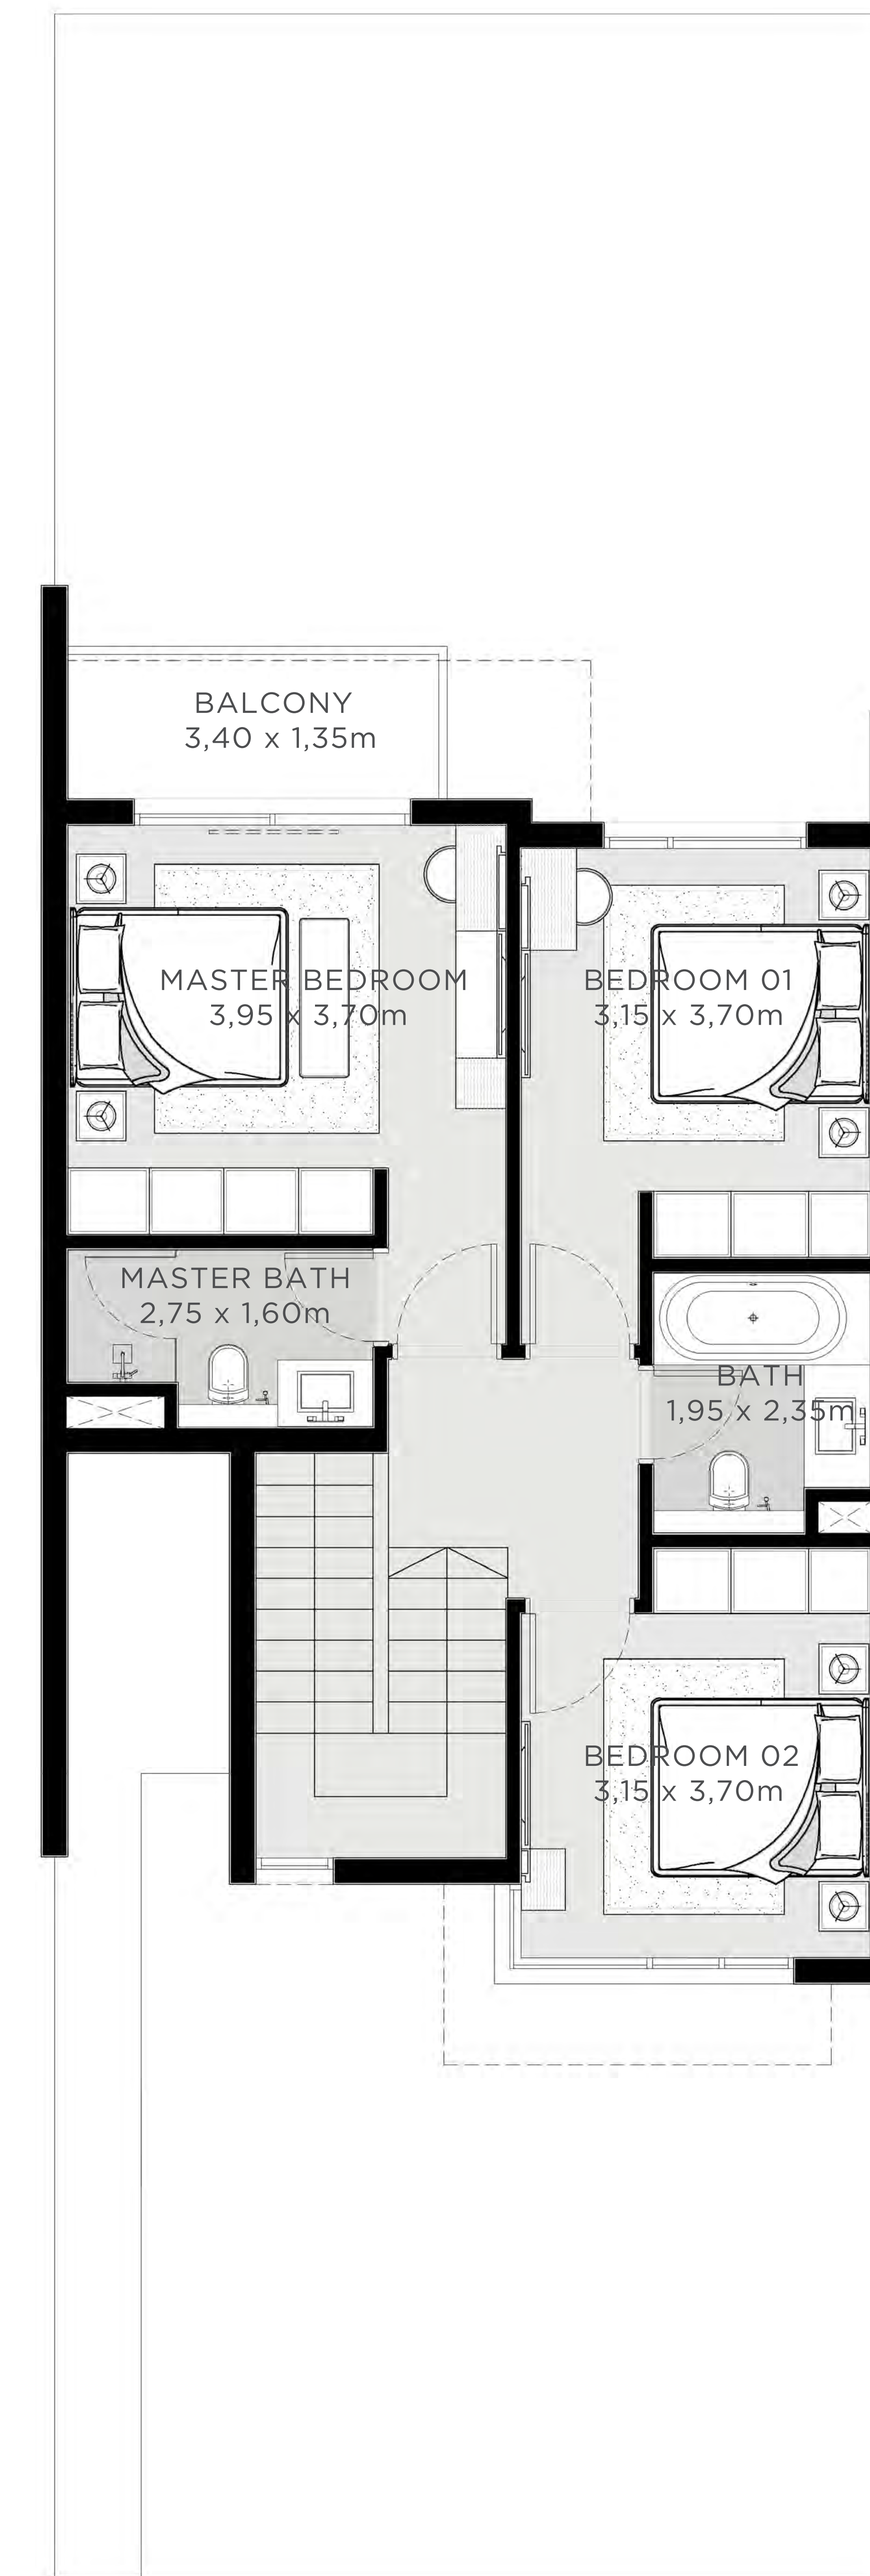 BALCONY
3,40 x 1,35m
MASTER BEDROOM
3,95 x 3,70m
BEDROOM 01
3,15 x 3,70m
MASTER BATH
2,75 x 1,60m
BATH
1,95 x 2,35m
BEDROOM 02
3,15 x 3,70m